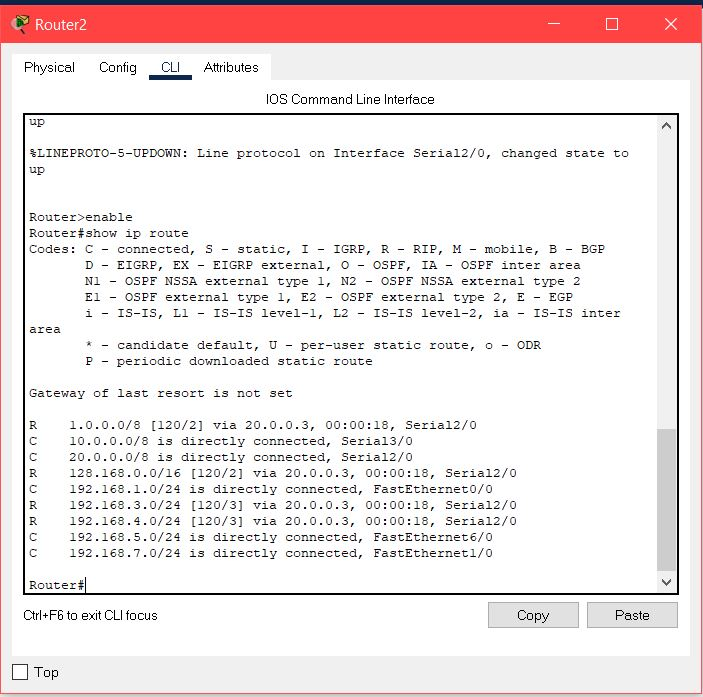 Router2
Physical Config CLI Attributes
IOS Command Line Interface
up
%LINEPROTO-5-UPDOWN: Line protocol on Interface Serial2/0, changed state to
up
Router>enable
Router#show ip route
Codes: C - connected, S - static, I - IGRP, R - RIP, M - mobile, B - BGP
       D - EIGRP, EX - EIGRP external, O - OSPF, IA - OSPF inter area
       N1 - OSPF NSSA external type 1, N2 - OSPF NSSA external type 2
       E1 - OSPF external type 1, E2 - OSPF external type 2, E - EGP
       i - IS-IS, L1 - IS-IS level-1, L2 - IS-IS level-2, ia - IS-IS inter
area
       * - candidate default, U - per-user static route, o - ODR
       P - periodic downloaded static route
Gateway of last resort is not set
R    1.0.0.0/8 [120/2] via 20.0.0.3, 00:00:18, Serial2/0
C    10.0.0.0/8 is directly connected, Serial3/0
C    20.0.0.0/8 is directly connected, Serial2/0
R    128.168.0.0/16 [120/2] via 20.0.0.3, 00:00:18, Serial2/0
C    192.168.1.0/24 is directly connected, FastEthernet0/0
R    192.168.3.0/24 [120/3] via 20.0.0.3, 00:00:18, Serial2/0
R    192.168.4.0/24 [120/3] via 20.0.0.3, 00:00:18, Serial2/0
C    192.168.5.0/24 is directly connected, FastEthernet6/0
C    192.168.7.0/24 is directly connected, FastEthernet1/0
Router#
Ctrl+F6 to exit CLI focus
Copy Paste
Top